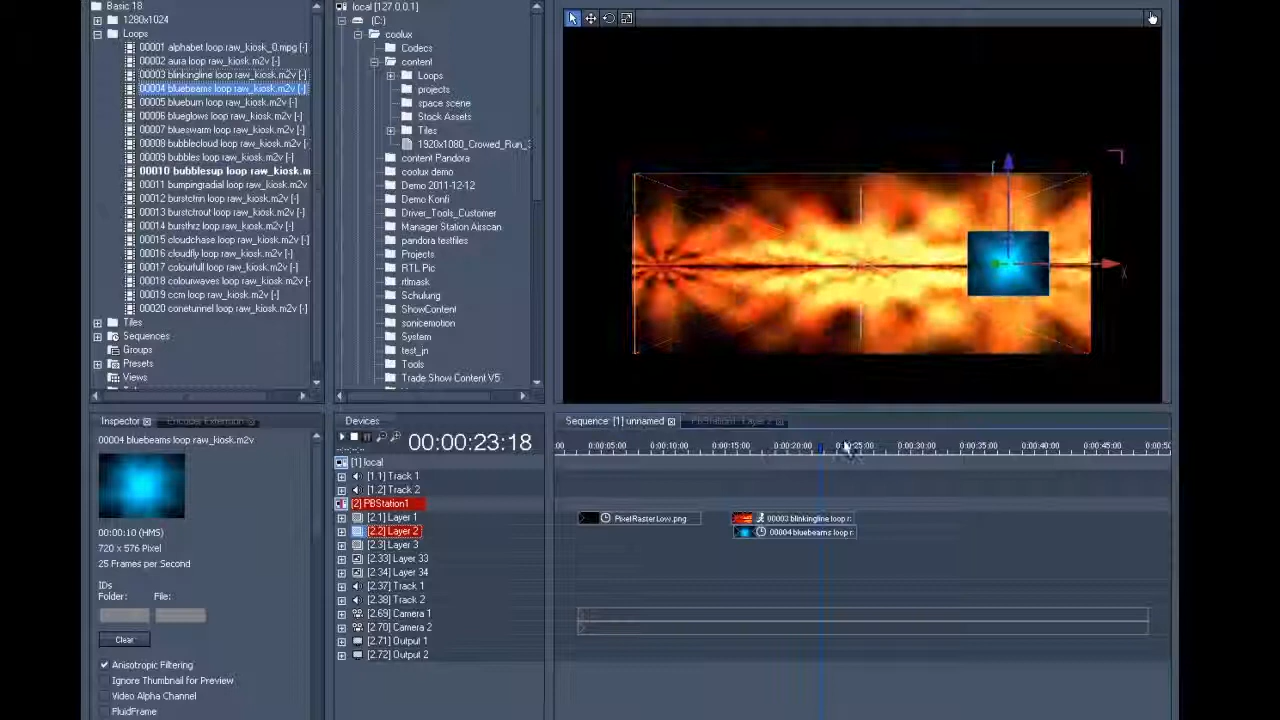 Basic 18
1280x1024
Loops
00001 alphabet loop raw_kiosk_0.mpg [-]
00002 aura loop raw_kiosk.m2v [-]
00003 blinkingline loop raw_kiosk.m2v [-]
00004 bluebeams loop raw_kiosk.m2v [-]
00005 blueburn loop raw_kiosk.m2v [-]
00006 blueglows loop raw_kiosk.m2v [-]
00007 blueswarm loop raw_kiosk.m2v [-]
00008 bubblecloud loop raw_kiosk.m2v [-]
00009 bubbles loop raw_kiosk.m2v [-]
00010 bubblesup loop raw_kiosk.m
00011 bumpingradial loop raw_kiosk.m2v
00012 burstchrn loop raw_kiosk.m2v [-]
00013 burstctrout loop raw_kiosk.m2v [-]
00014 bursthrz loop raw_kiosk.m2v [-]
00015 cloudchase loop raw_kiosk.m2v [-]
00016 cloudfly loop raw_kiosk.m2v [-]
00017 colourfull loop raw_kiosk.m2v [-]
00018 colourwaves loop raw_kiosk.m2v [-]
00019 ccm loop raw_kiosk.m2v [-]
00020 conetunnel loop raw_kiosk.m2v [-]
Tiles
Sequences
Groups
Presets
Views
local [127.0.0.1]
(C:)
coolux
Codecs
content
Loops
projects
space scene
Stock Assets
Tiles
1920x1080_Crowed_Run_
content Pandora
coolux demo
Demo 2011-12-12
Demo Konfi
Driver_Tools_Customer
Manager Station Airscan
pandora testfiles
Projects
RTL Pic
rtlmask
Schulung
ShowContent
sonicemotion
System
test_jn
Tools
Trade Show Content V5
X
Inspector
Encoder Extension
00004 bluebeams loop raw_kiosk.m2v
00:00:10 (HMS)
720 x 576 Pixel
25 Frames per Second
IDs
Folder: File:
Clear
Anisotropic Filtering
Ignore Thumbnail for Preview
Video Alpha Channel
FluidFrame
Devices
00:00:23:18
[1] local
[1.1] Track 1
[1.2] Track 2
[2] PBStation1
[2.1] Layer 1
[2.2] Layer 2
[2.3] Layer 3
[2.33] Layer 33
[2.34] Layer 34
[2.37] Track 1
[2.38] Track 2
[2.69] Camera 1
[2.70] Camera 2
[2.71] Output 1
[2.72] Output 2
Sequence [1] unnamed
PBStation1 - Layer 2
:00 0:00:05:00 0:00:10:00 0:00:15:00 0:00:20:00 0:00:25:00 0:00:30:00 0:00:35:00 0:00:40:00 0:00:45:00 0:00:50
PixelRasterLow.png
00003 blinkingline loop r
00004 bluebeams loop r